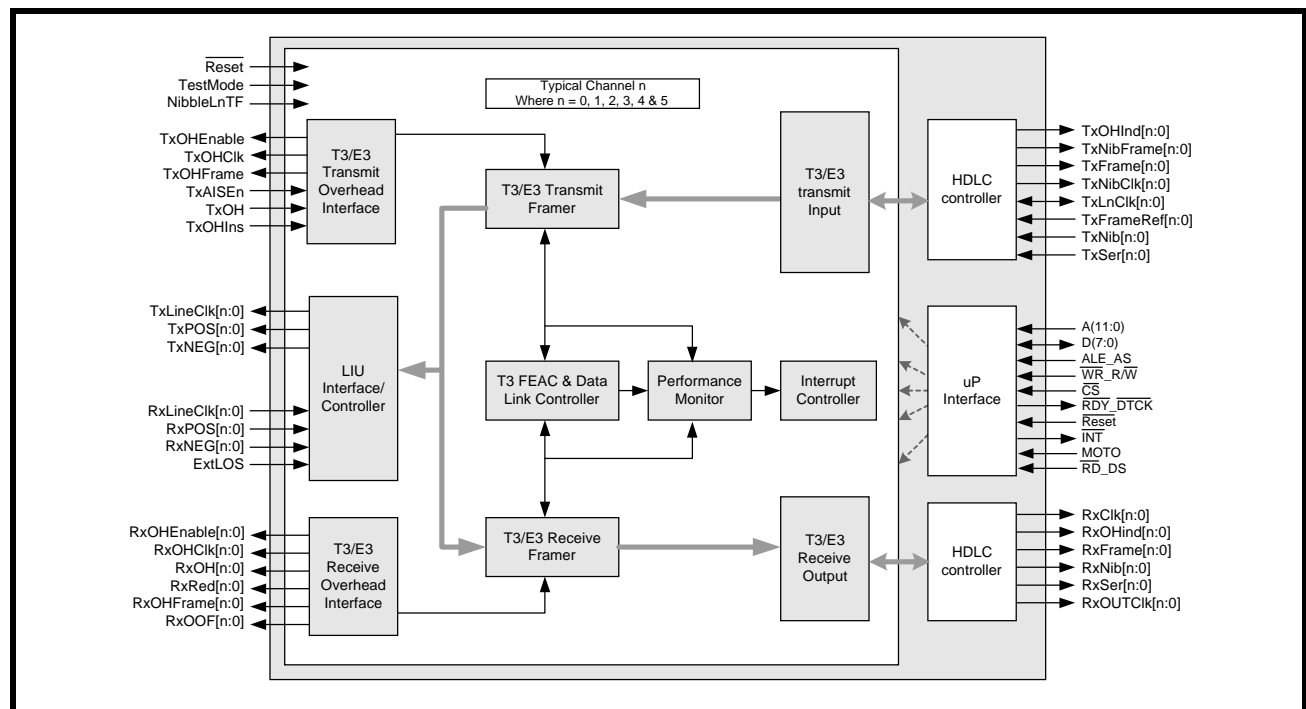 Reset
TestMode
NibbleLnTF
Typical Channel n
Where n = 0, 1, 2, 3, 4 & 5
TxOHEnable
TxOHClk
TxOHFrame
TxAISEn
TxOH
TxOHIns
T3/E3
Transmit
Overhead
Interface
T3/E3 Transmit
Framer
T3/E3
transmit
Input
HDLC
controller
TxOHInd[n:0]
TxNibFrame[n:0]
TxFrame[n:0]
TxNibClk[n:0]
TxLnClk[n:0]
TxFrameRef[n:0]
TxNib[n:0]
TxSer[n:0]
TxLineClk[n:0]
TxPOS[n:0]
TxNEG[n:0]
RxLineClk[n:0]
RxPOS[n:0]
RxNEG[n:0]
ExtLOS
LIU
Interface/
Controller
T3 FEAC & Data
Link Controller
Performance
Monitor
Interrupt
Controller
uP
Interface
A(11:0)
D(7:0)
ALE_AS
WR_R/W
CS
RDY_DTCK
Reset
INT
MOTO
RD_DS
RxOHEnable[n:0]
RxOHClk[n:0]
RxOH[n:0]
RxRed[n:0]
RxOHFrame[n:0]
RxOOF[n:0]
T3/E3
Receive
Overhead
Interface
T3/E3 Receive
Framer
T3/E3
Receive
Output
HDLC
controller
RxClk[n:0]
RxOHind[n:0]
RxFrame[n:0]
RxNib[n:0]
RxSer[n:0]
RxOUTClk[n:0]